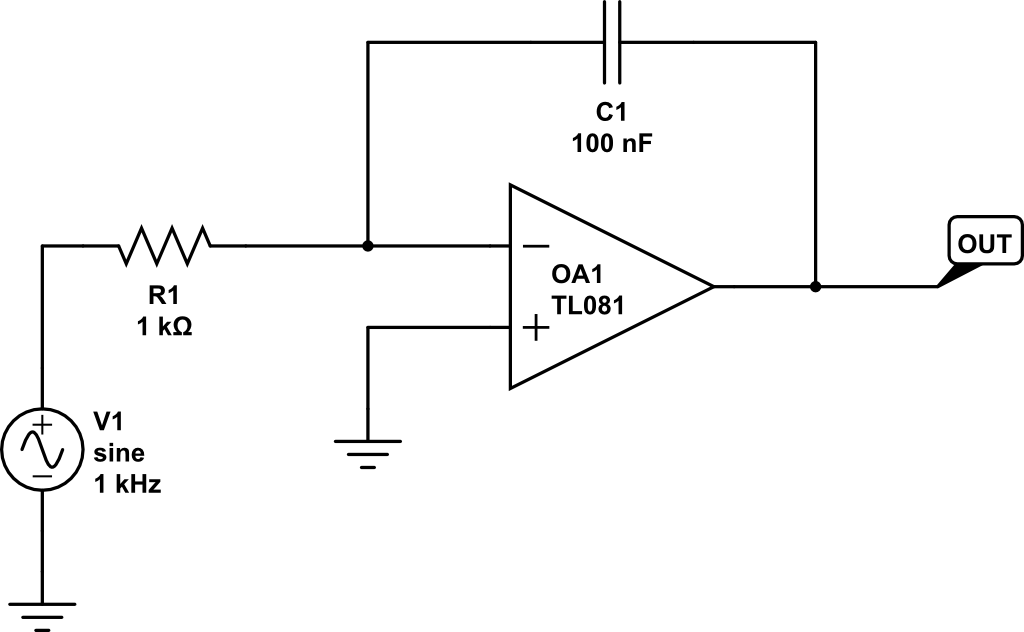 C1
100 nF
OUT
OA1
TL081
R1
1 kΩ
V1
sine
1 kHz